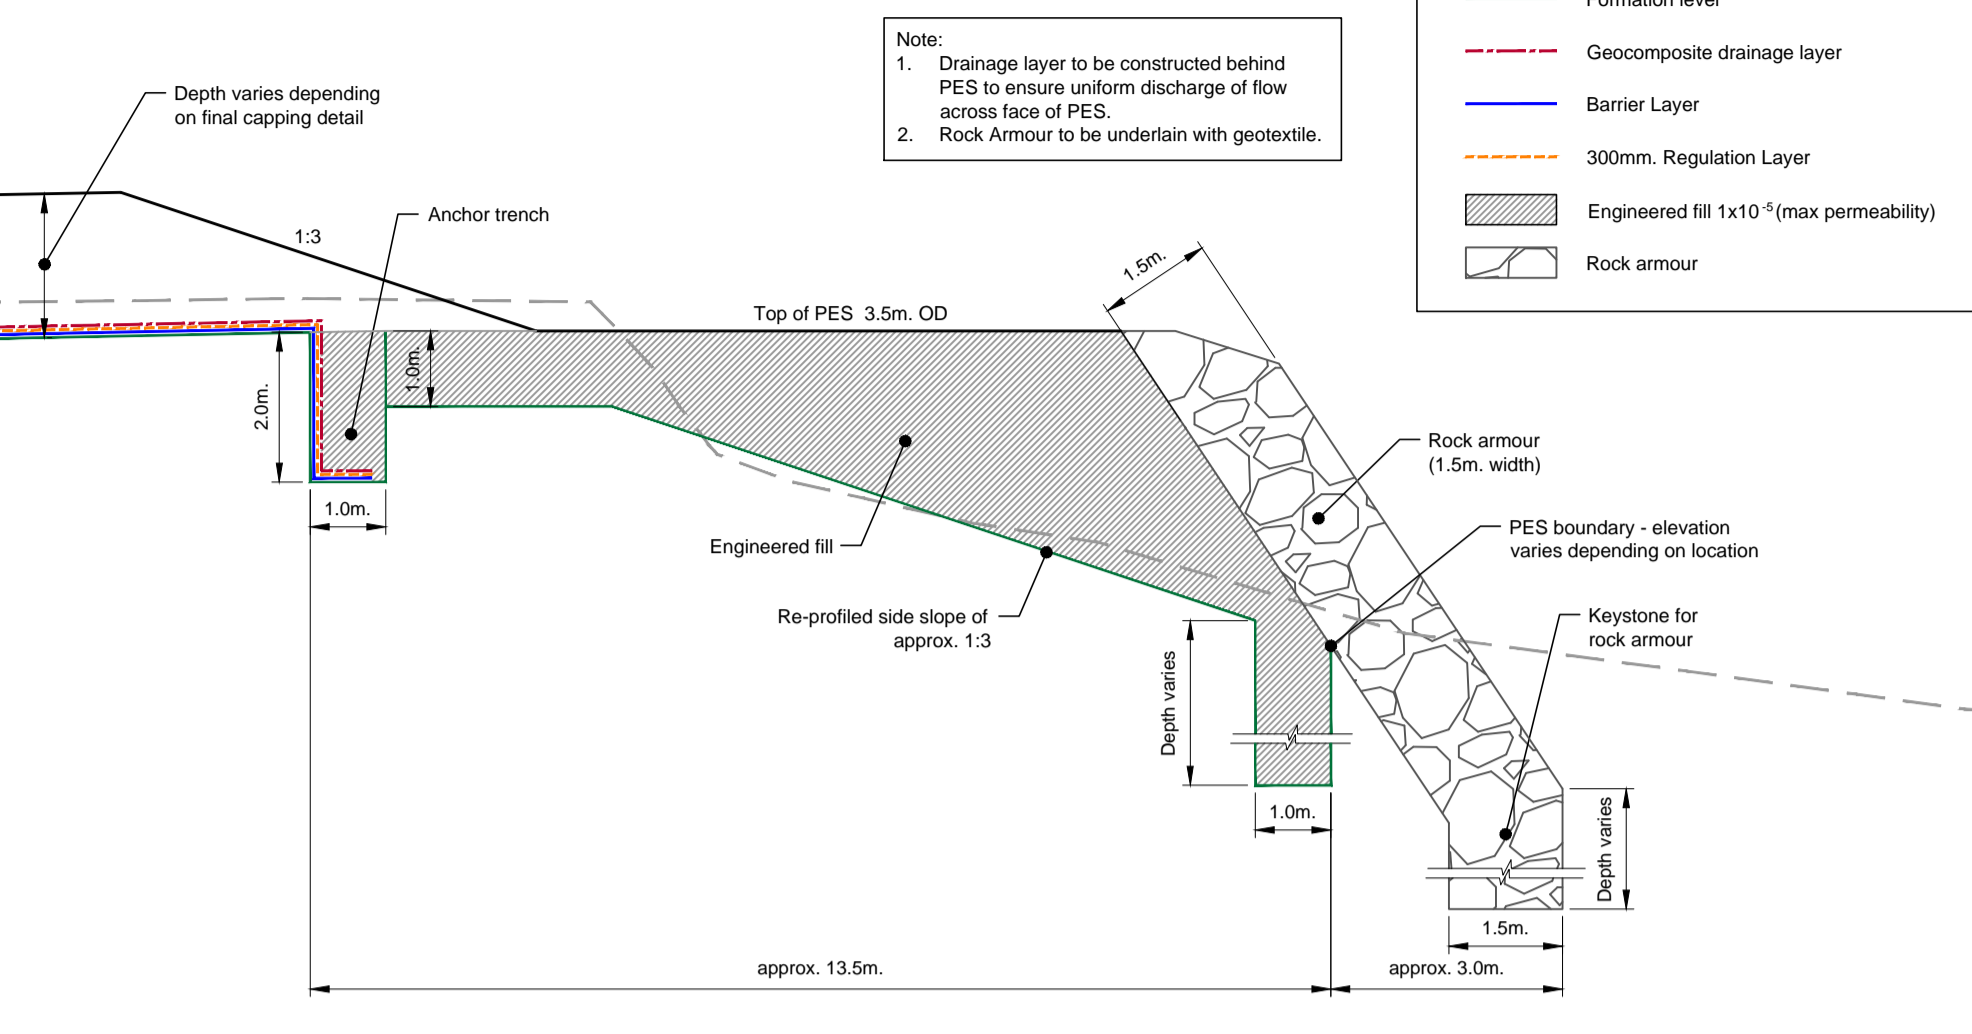 Formation level
Note:
1. Drainage layer to be constructed behind
PES to ensure uniform discharge of flow
across face of PES.
2. Rock Armour to be underlain with geotextile.
Geocomposite drainage layer
Barrier Layer
300mm. Regulation Layer
Engineered fill 1x10⁻⁵ (max permeability)
Rock armour
Depth varies depending
on final capping detail
Anchor trench
1:3
1.5m.
Top of PES 3.5m. OD
1.0m.
2.0m.
1.0m.
Rock armour
(1.5m. width)
PES boundary - elevation
varies depending on location
Engineered fill
Re-profiled side slope of
approx. 1:3
Keystone for
rock armour
Depth varies
1.0m.
Depth varies
1.5m.
approx. 13.5m.
approx. 3.0m.